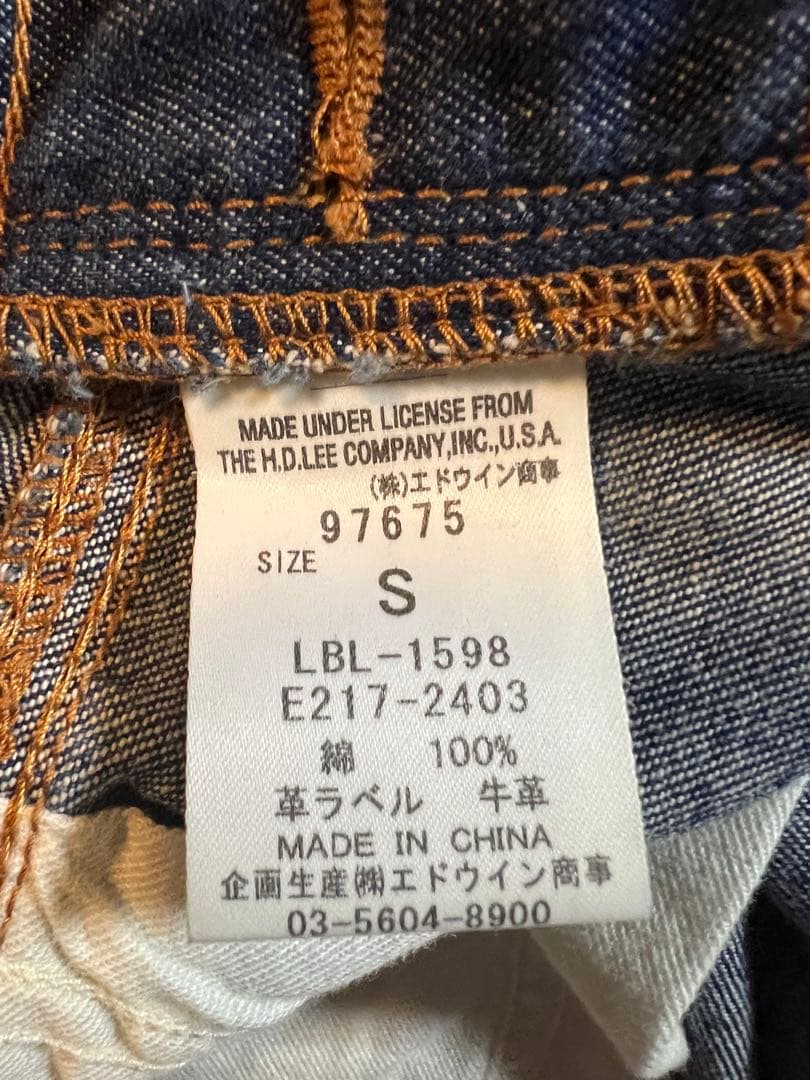 MADE UNDER LICENSE FROM
THE H.D.LEE COMPANY,INC.,U.S.A.
(株)エドウイン商事
97675
SIZE
S
LBL-1598
E217-2403
綿 100%
革ラベル 牛革
MADE IN CHINA
企画生産㈱エドウイン商事
03-5604-8900